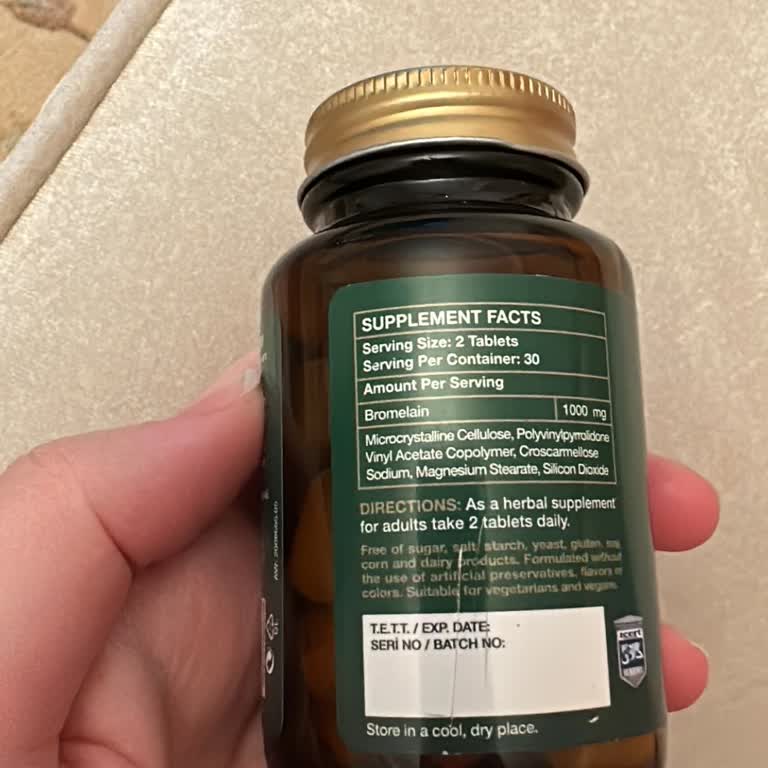 SUPPLEMENT FACTS
Serving Size: 2 Tablets
Serving Per Container: 30
Amount Per Serving
Bromelain 1000 mg
Microcrystalline Cellulose, Polyvinylpyrrolidone
Vinyl Acetate Copolymer, Croscarmellose
Sodium, Magnesium Stearate, Silicon Dioxide
DIRECTIONS: As a herbal supplement
for adults take 2 tablets daily.
Free of sugar, salt, starch, yeast, gluten, soy,
corn and dairy products. Formulated without
the use of artificial preservatives, flavors or
colors. Suitable for vegetarians and vegans.
T.E.T.T. / EXP. DATE:
SERİ NO / BATCH NO:
Store in a cool, dry place.